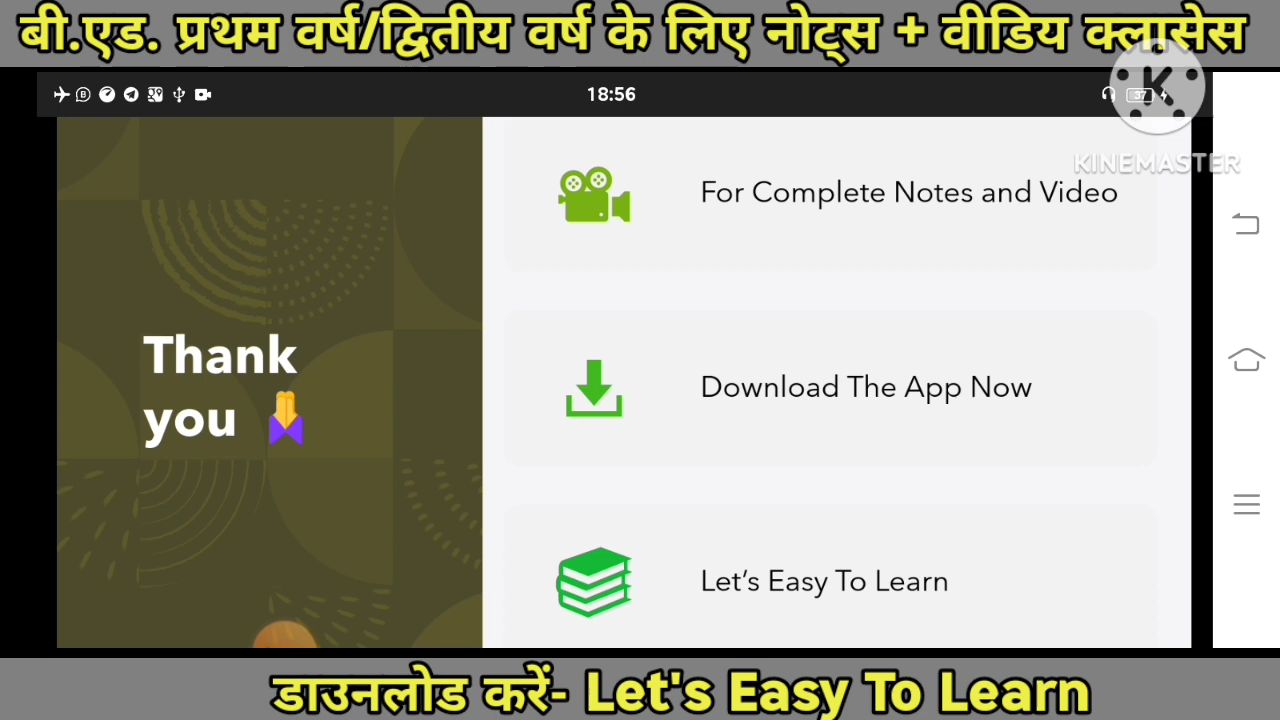 बी.एड. प्रथम वर्ष/द्वितीय वर्ष के लिए नोट्स + वीडिय क्लासेस
18:56
37
KINEMASTER
For Complete Notes and Video
Thank
you
Download The App Now
Let's Easy To Learn
डाउनलोड करें- Let's Easy To Learn